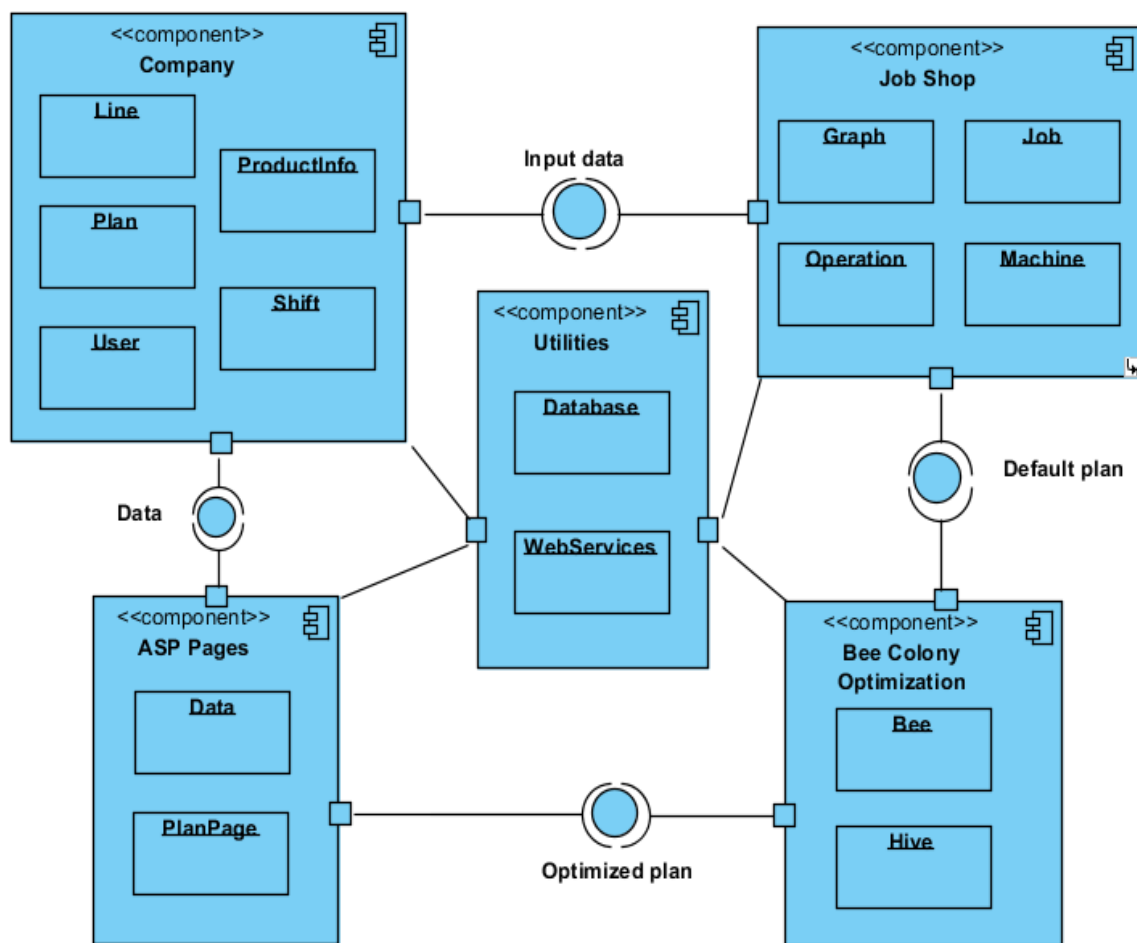 <<component>>
Company
Line
ProductInfo
Plan
Shift
User
Input data
<<component>>
Job Shop
Graph
Job
Operation
Machine
<<component>>
Utilities
Database
WebServices
Data
Default plan
<<component>>
ASP Pages
Data
PlanPage
Optimized plan
<<component>>
Bee Colony
Optimization
Bee
Hive